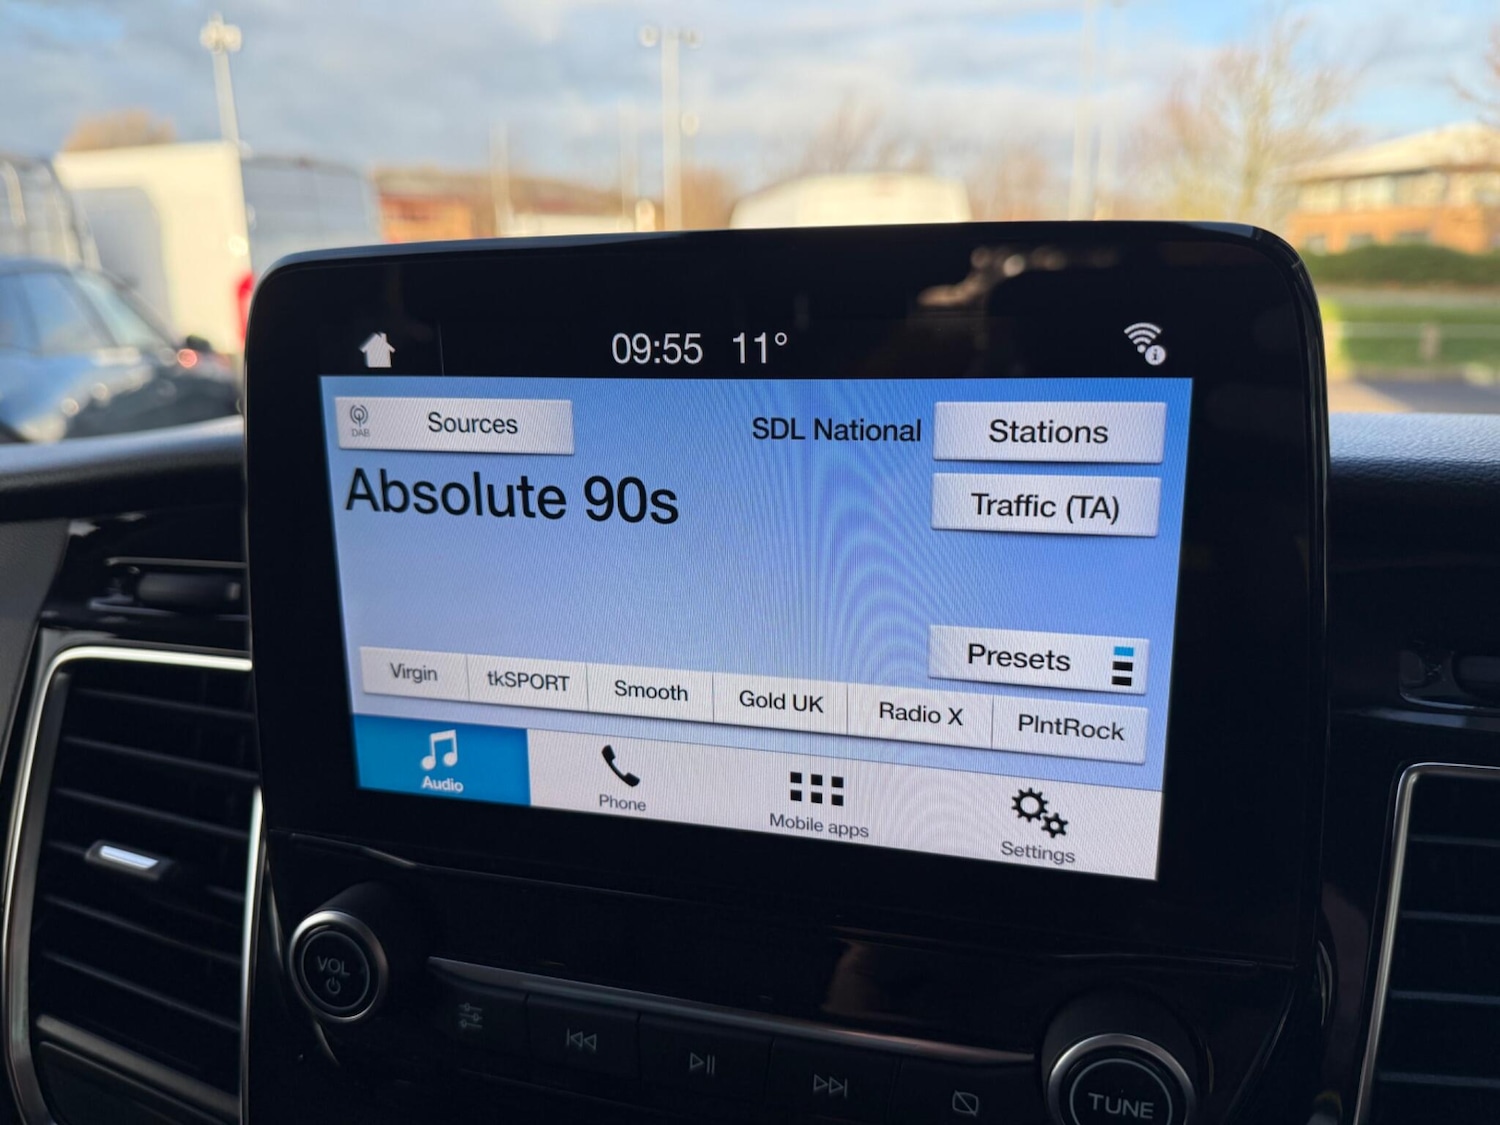 09:55 11°
DAB
Sources
SDL National
Stations
Absolute 90s
Traffic (TA)
Presets
Virgin
tkSPORT
Smooth
Gold UK
Radio X
PlntRock
Audio
Phone
Mobile apps
Settings
VOL
TUNE